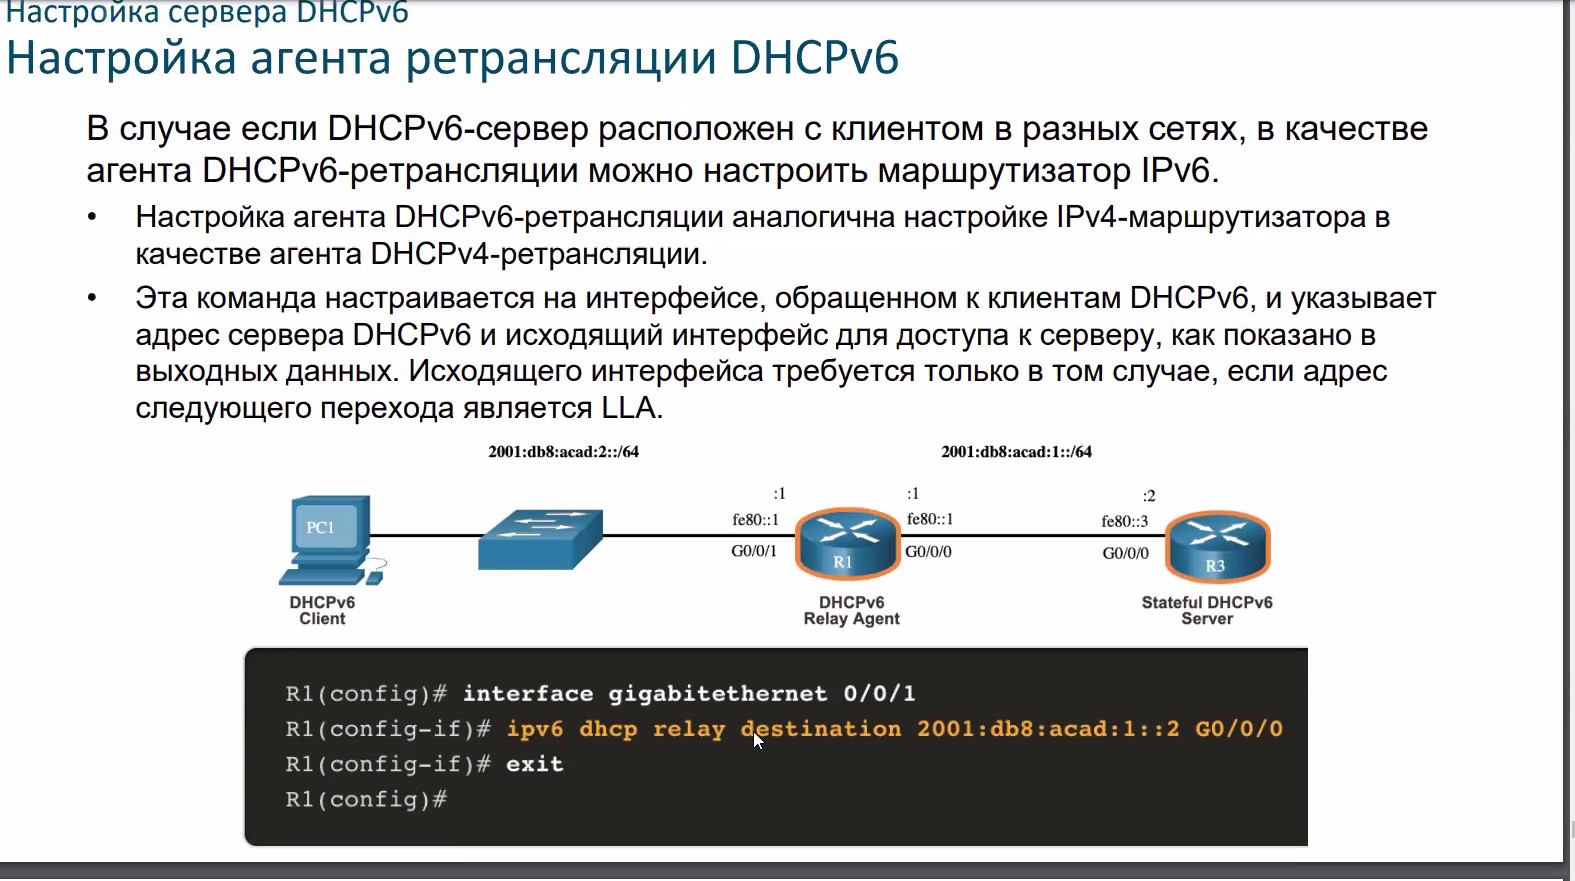 Настройка сервера DHCPv6
Настройка агента ретрансляции DHCPv6
В случае если DHCPv6-сервер расположен с клиентом в разных сетях, в качестве
агента DHCPv6-ретрансляции можно настроить маршрутизатор IPv6.
• Настройка агента DHCPv6-ретрансляции аналогична настройке IPv4-маршрутизатора в
качестве агента DHCPv4-ретрансляции.
• Эта команда настраивается на интерфейсе, обращенном к клиентам DHCPv6, и указывает
адрес сервера DHCPv6 и исходящий интерфейс для доступа к серверу, как показано в
выходных данных. Исходящего интерфейса требуется только в том случае, если адрес
следующего перехода является LLA.
2001:db8:acad:2::/64
2001:db8:acad:1::/64
PC1
DHCPv6
Client
:1
fe80::1
G0/0/1
R1
DHCPv6
Relay Agent
:1
fe80::1
G0/0/0
:2
fe80::3
G0/0/0
R3
Stateful DHCPv6
Server
R1(config)# interface gigabitethernet 0/0/1
R1(config-if)# ipv6 dhcp relay destination 2001:db8:acad:1::2 G0/0/0
R1(config-if)# exit
R1(config)#